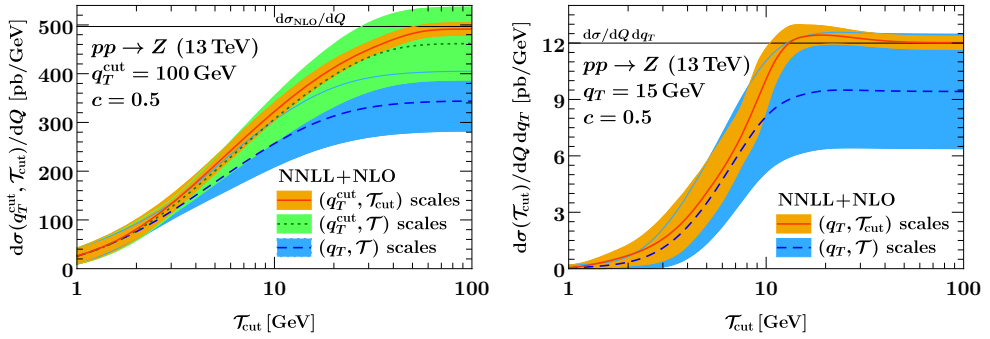 dσ(q_T^cut, 𝒯_cut)/dQ [pb/GeV]
500
400
300
200
100
0
dσ_NLO/dQ
pp → Z (13 TeV)
q_T^cut = 100 GeV
c = 0.5
NNLL+NLO
(q_T^cut, 𝒯_cut) scales
(q_T^cut, 𝒯) scales
(q_T, 𝒯) scales
1
10
100
𝒯_cut [GeV]
dσ(𝒯_cut)/dQ dq_T [pb/GeV]
12
9
6
3
0
dσ/dQ dq_T
pp → Z (13 TeV)
q_T = 15 GeV
c = 0.5
NNLL+NLO
(q_T, 𝒯_cut) scales
(q_T, 𝒯) scales
1
10
100
𝒯_cut [GeV]